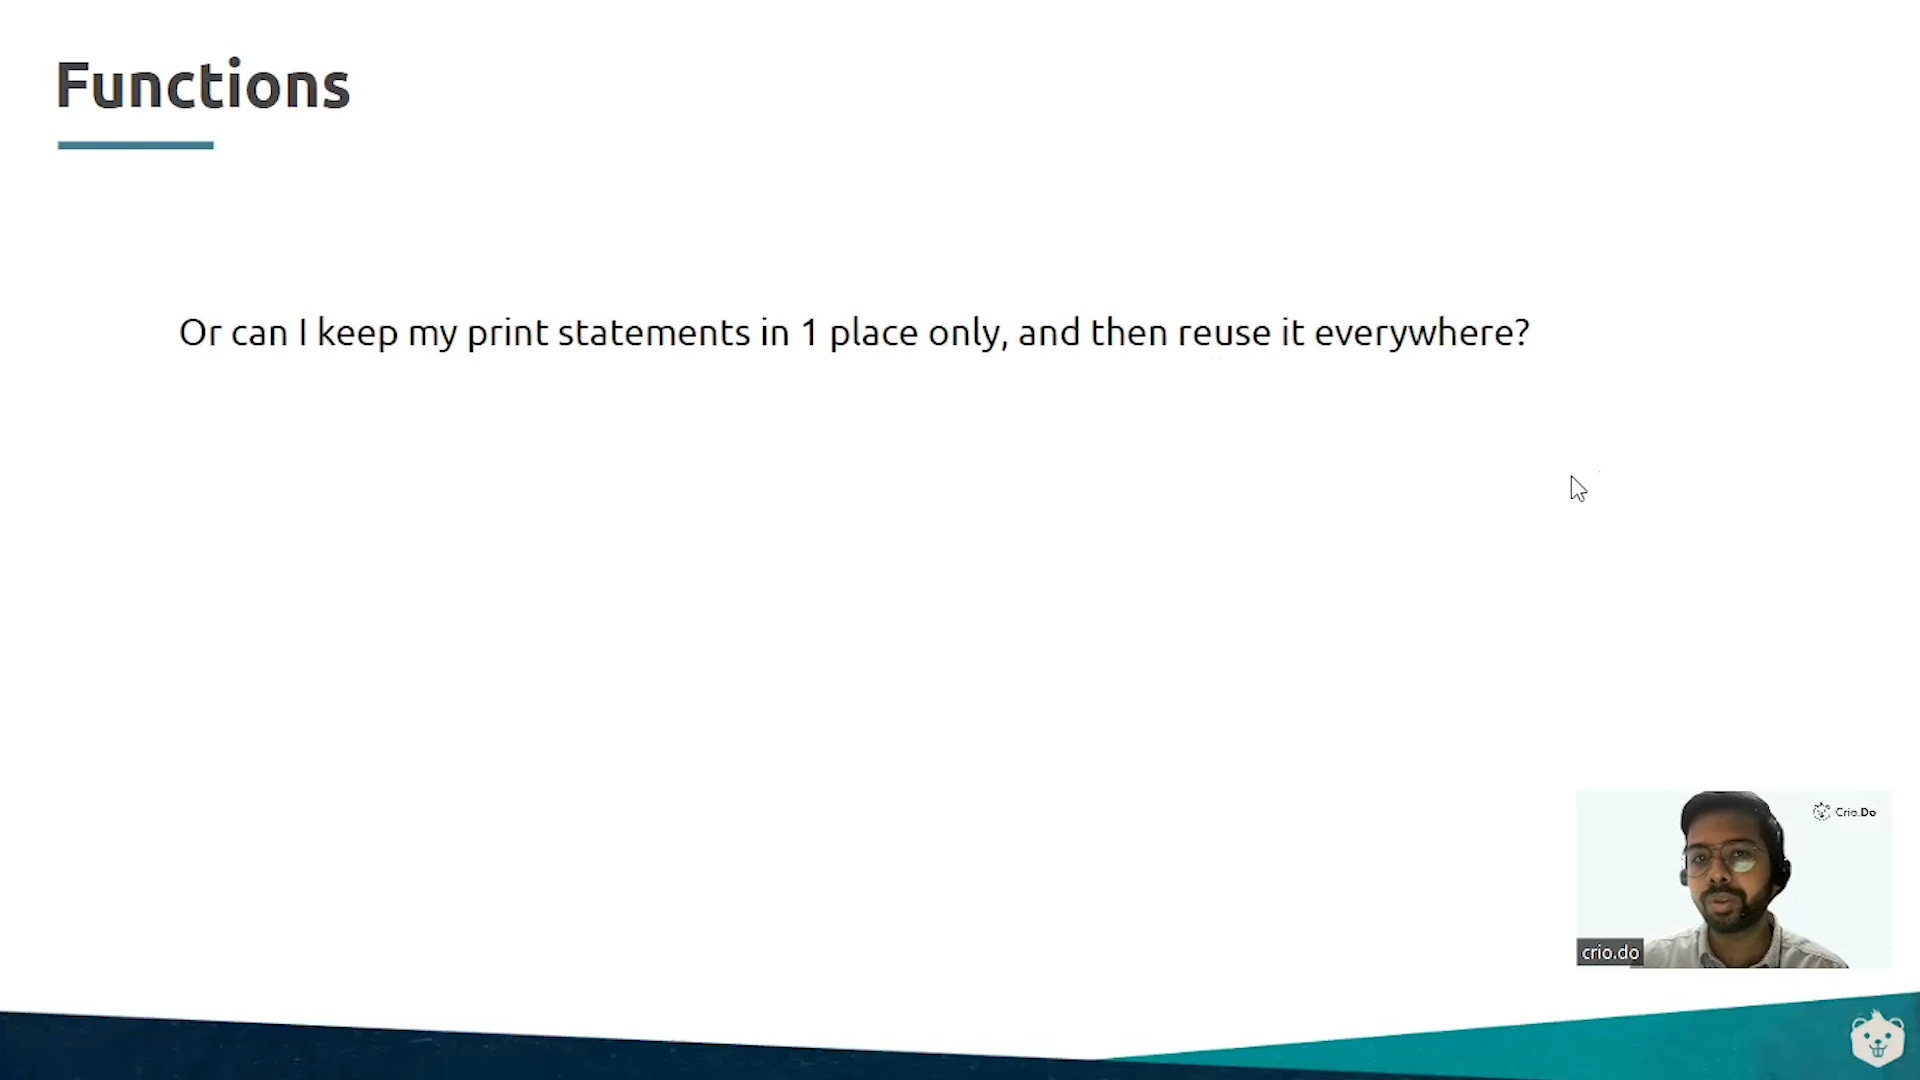 Functions
Or can I keep my print statements in 1 place only, and then reuse it everywhere?
Crio.Do
crio.do